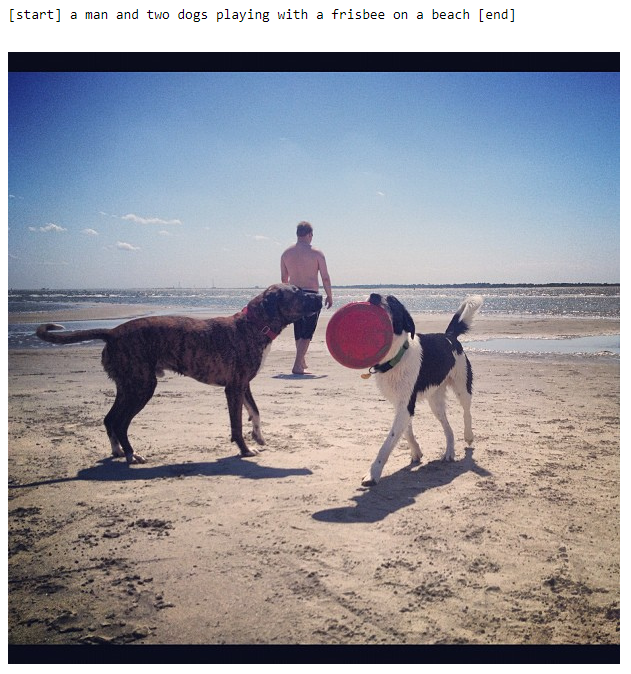 [start] a man and two dogs playing with a frisbee on a beach [end]